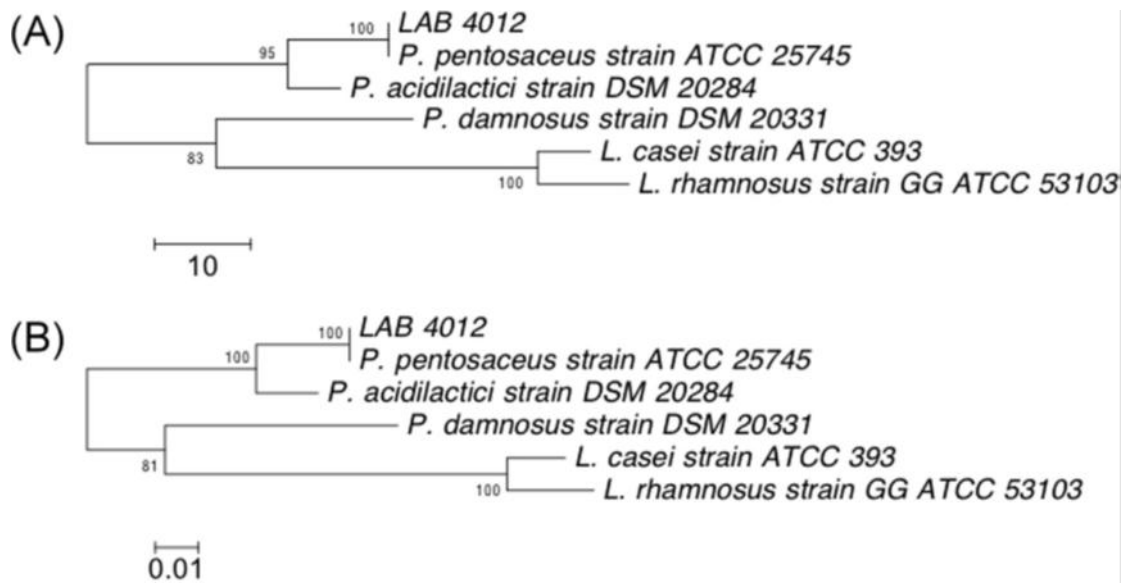 (A)
100
LAB 4012
P. pentosaceus strain ATCC 25745
95
P. acidilactici strain DSM 20284
P. damnosus strain DSM 20331
83
L. casei strain ATCC 393
100
L. rhamnosus strain GG ATCC 53103
10
(B)
100
LAB 4012
P. pentosaceus strain ATCC 25745
100
P. acidilactici strain DSM 20284
P. damnosus strain DSM 20331
81
L. casei strain ATCC 393
100
L. rhamnosus strain GG ATCC 53103
0.01